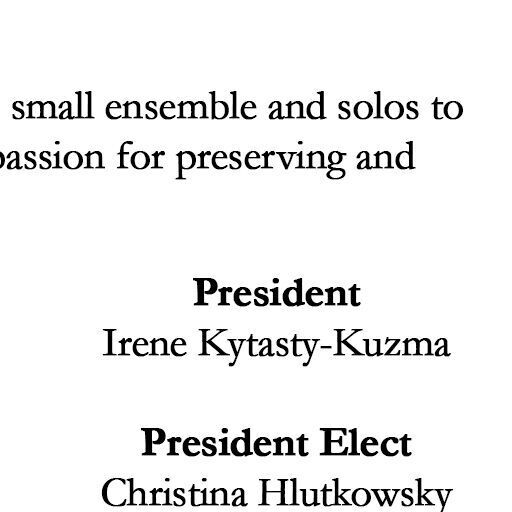 small ensemble and solos to
passion for preserving and
President
Irene Kytasty-Kuzma
President Elect
Christina Hlutkowsky